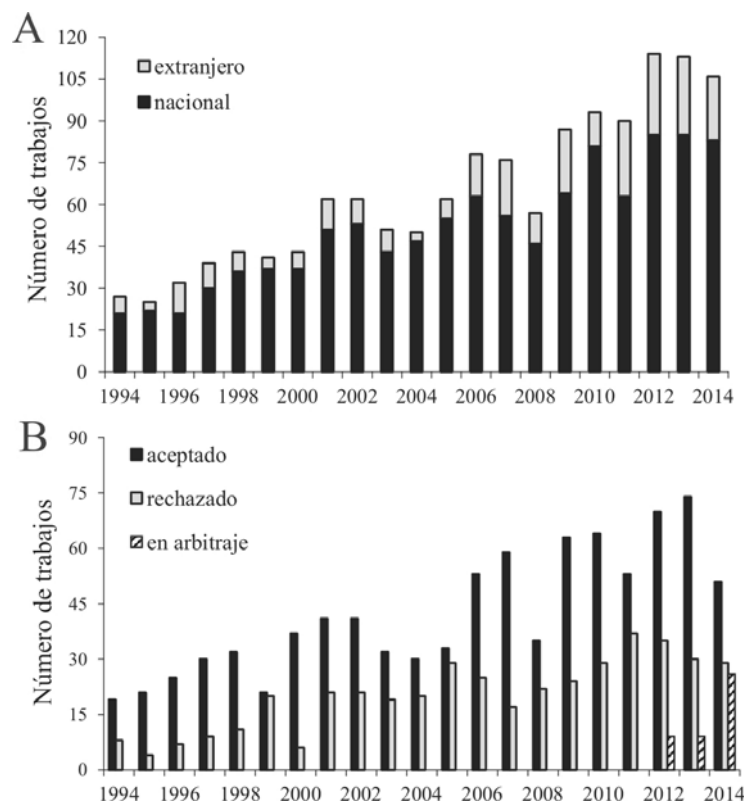 A
120
105
90
75
60
45
30
15
0
Número de trabajos
extranjero
nacional
1994 1996 1998 2000 2002 2004 2006 2008 2010 2012 2014
B
90
75
60
45
30
15
0
Número de trabajos
aceptado
rechazado
en arbitraje
1994 1996 1998 2000 2002 2004 2006 2008 2010 2012 2014